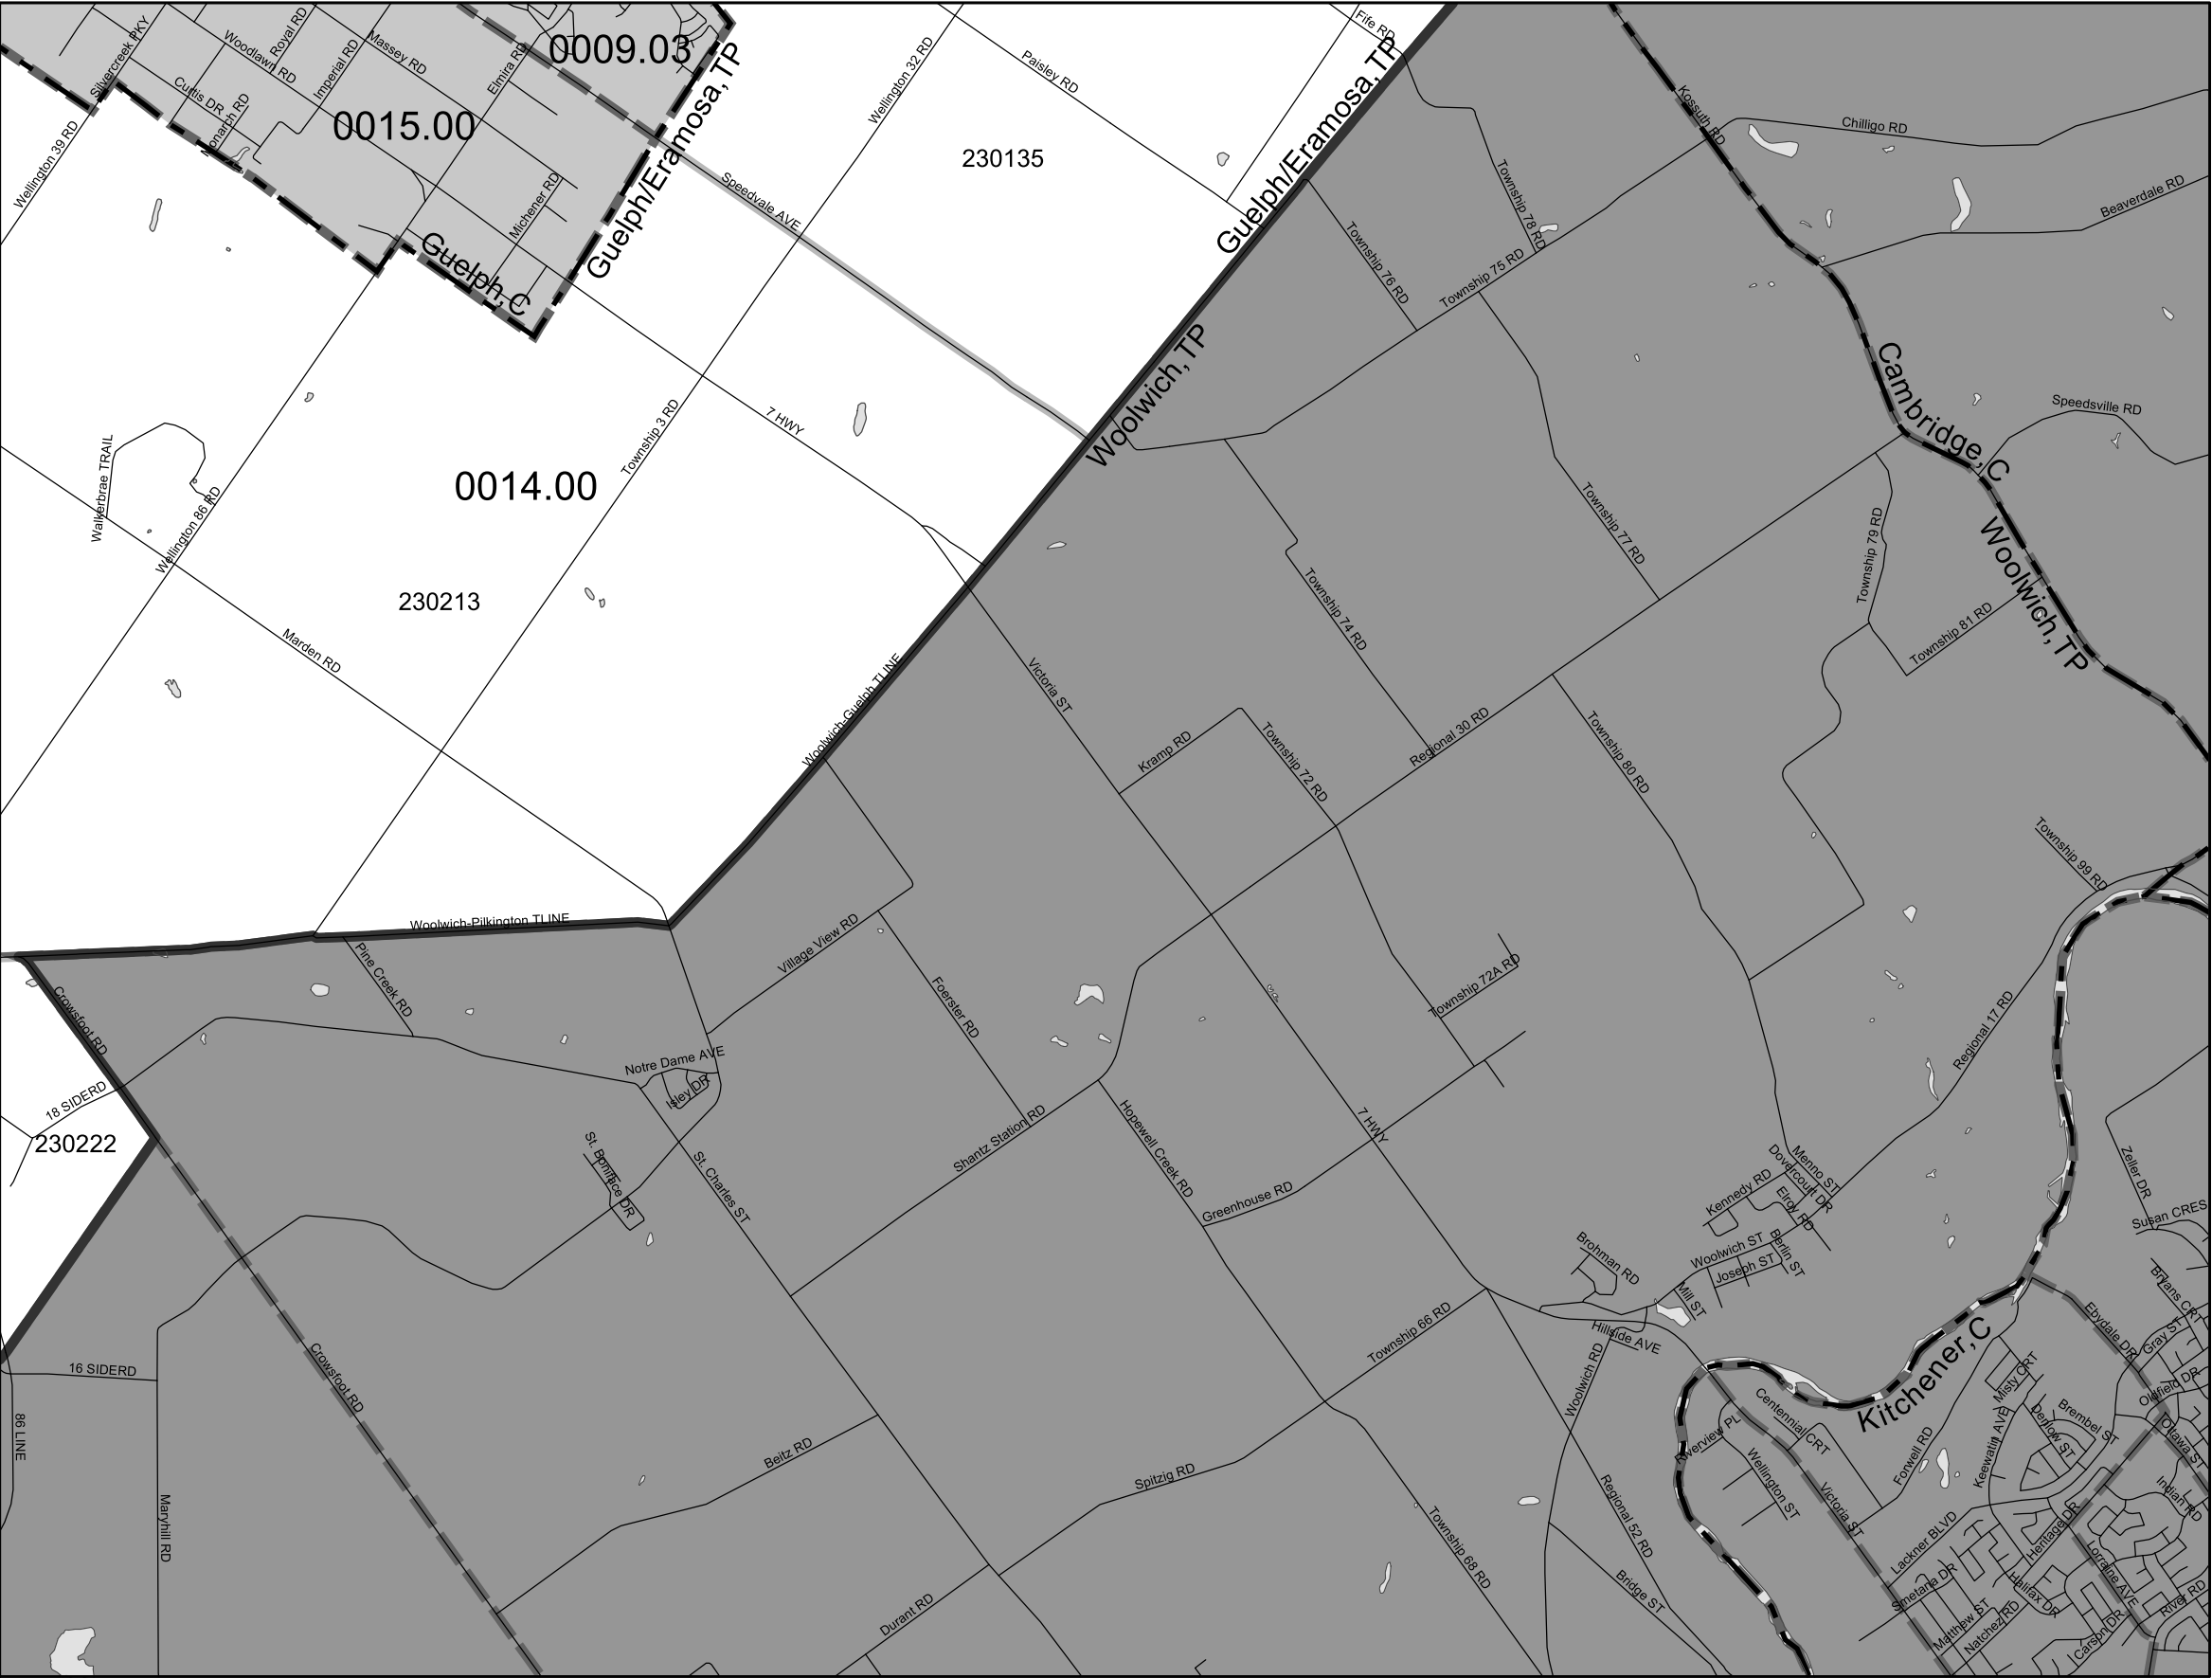 Fife RD
Silvercreek PKY
Royal RD
Woodlawn RD
Imperial RD
Massey RD
Elmira RD
0009.03
Guelph/Eramosa, TP
Wellington 32 RD
Paisley RD
Guelph/Eramosa, TP
Kossuth RD
Chilligo RD
Curtis DR
Monarch RD
0015.00
230135
Wellington 39 RD
Michener RD
Speedvale AVE
Township 78 RD
Beaverdale RD
Guelph, C
Township 76 RD
Township 75 RD
Woolwich, TP
Cambridge, C
Speedsville RD
Walkerbrae TRAIL
Wellington 86 RD
Township 3 RD
7 HWY
0014.00
Township 77 RD
Township 79 RD
Woolwich, TP
Township 81 RD
230213
Township 74 RD
Marden RD
Woolwich-Guelph TLINE
Victoria ST
Kramp RD
Township 72 RD
Regional 30 RD
Township 80 RD
Township 99 RD
Woolwich-Pilkington TLINE
Pine Creek RD
Village View RD
Foerster RD
Township 72A RD
Regional 17 RD
Crowsfoot RD
18 SIDERD
230222
Notre Dame AVE
Isley DR
St. Boniface DR
St. Charles ST
Shantz Station RD
Hopewell Creek RD
7 HWY
Greenhouse RD
Menno ST
Dovercourt DR
Kennedy RD
Elroy RD
Zeller DR
Susan CRES
Brohman RD
Woolwich ST
Berlin ST
Joseph ST
Mill ST
Bryans CRT
Ebydale DR
Gray ST
Township 66 RD
Hillside AVE
Kitchener, C
16 SIDERD
Crowsfoot RD
Woolwich RD
Misty CRT
Oldfield DR
Centennial CRT
Riverview PL
Brembel ST
Denlow ST
Ottawa ST
86 LINE
Beitz RD
Spitzig RD
Forwell RD
Keewatin AVE
Wellington ST
Victoria ST
Indian RD
Maryhill RD
Township 68 RD
Regional 52 RD
Lackner BLVD
Heritage DR
Lorraine AVE
Smetana DR
Halifax DR
River RD
Bridge ST
Durant RD
Matthew ST
Natchez RD
Carson DR